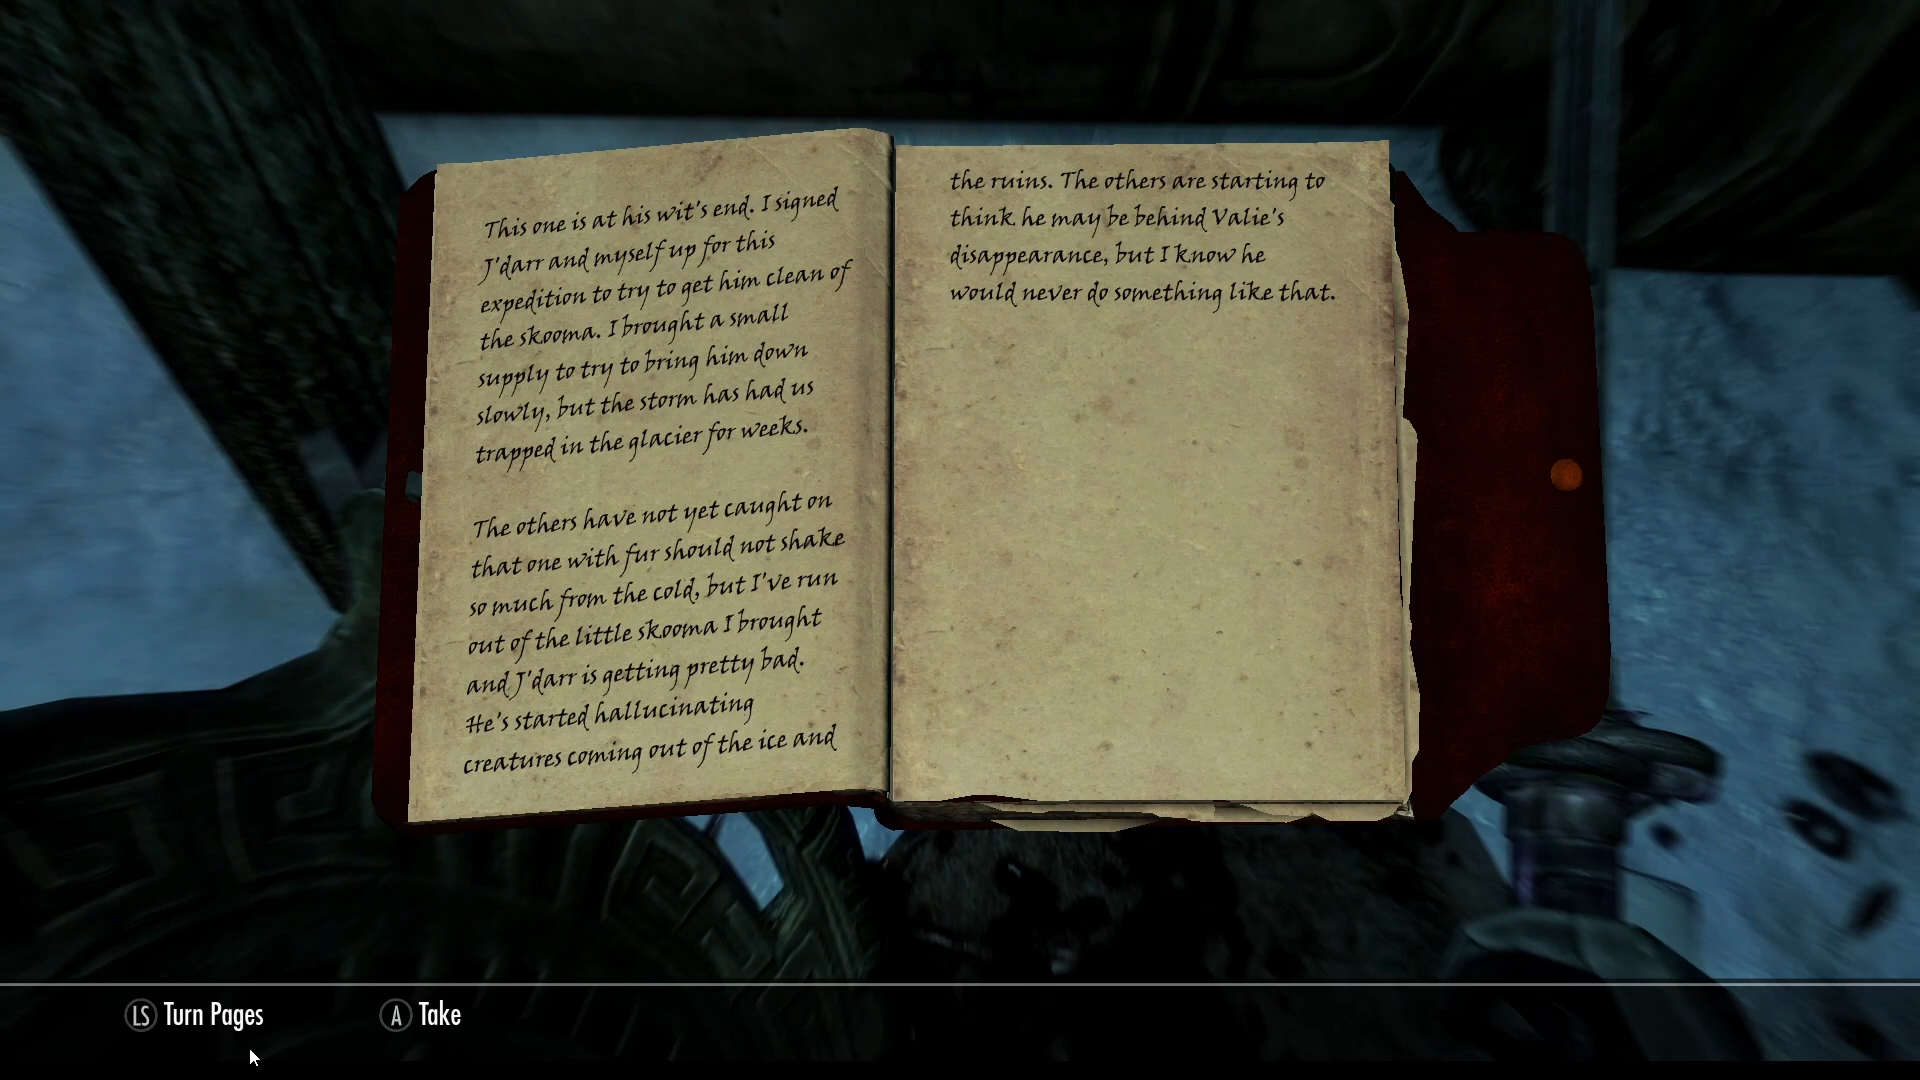 This one is at his wit's end. I signed
J'darr and myself up for this
expedition to try to get him clean of
the skooma. I brought a small
supply to try to bring him down
slowly, but the storm has had us
trapped in the glacier for weeks.
The others have not yet caught on
that one with fur should not shake
so much from the cold, but I've run
out of the little skooma I brought
and J'darr is getting pretty bad.
He's started hallucinating
creatures coming out of the ice and
the ruins. The others are starting to
think he may be behind Valie's
disappearance, but I know he
would never do something like that.
LS Turn Pages
A Take